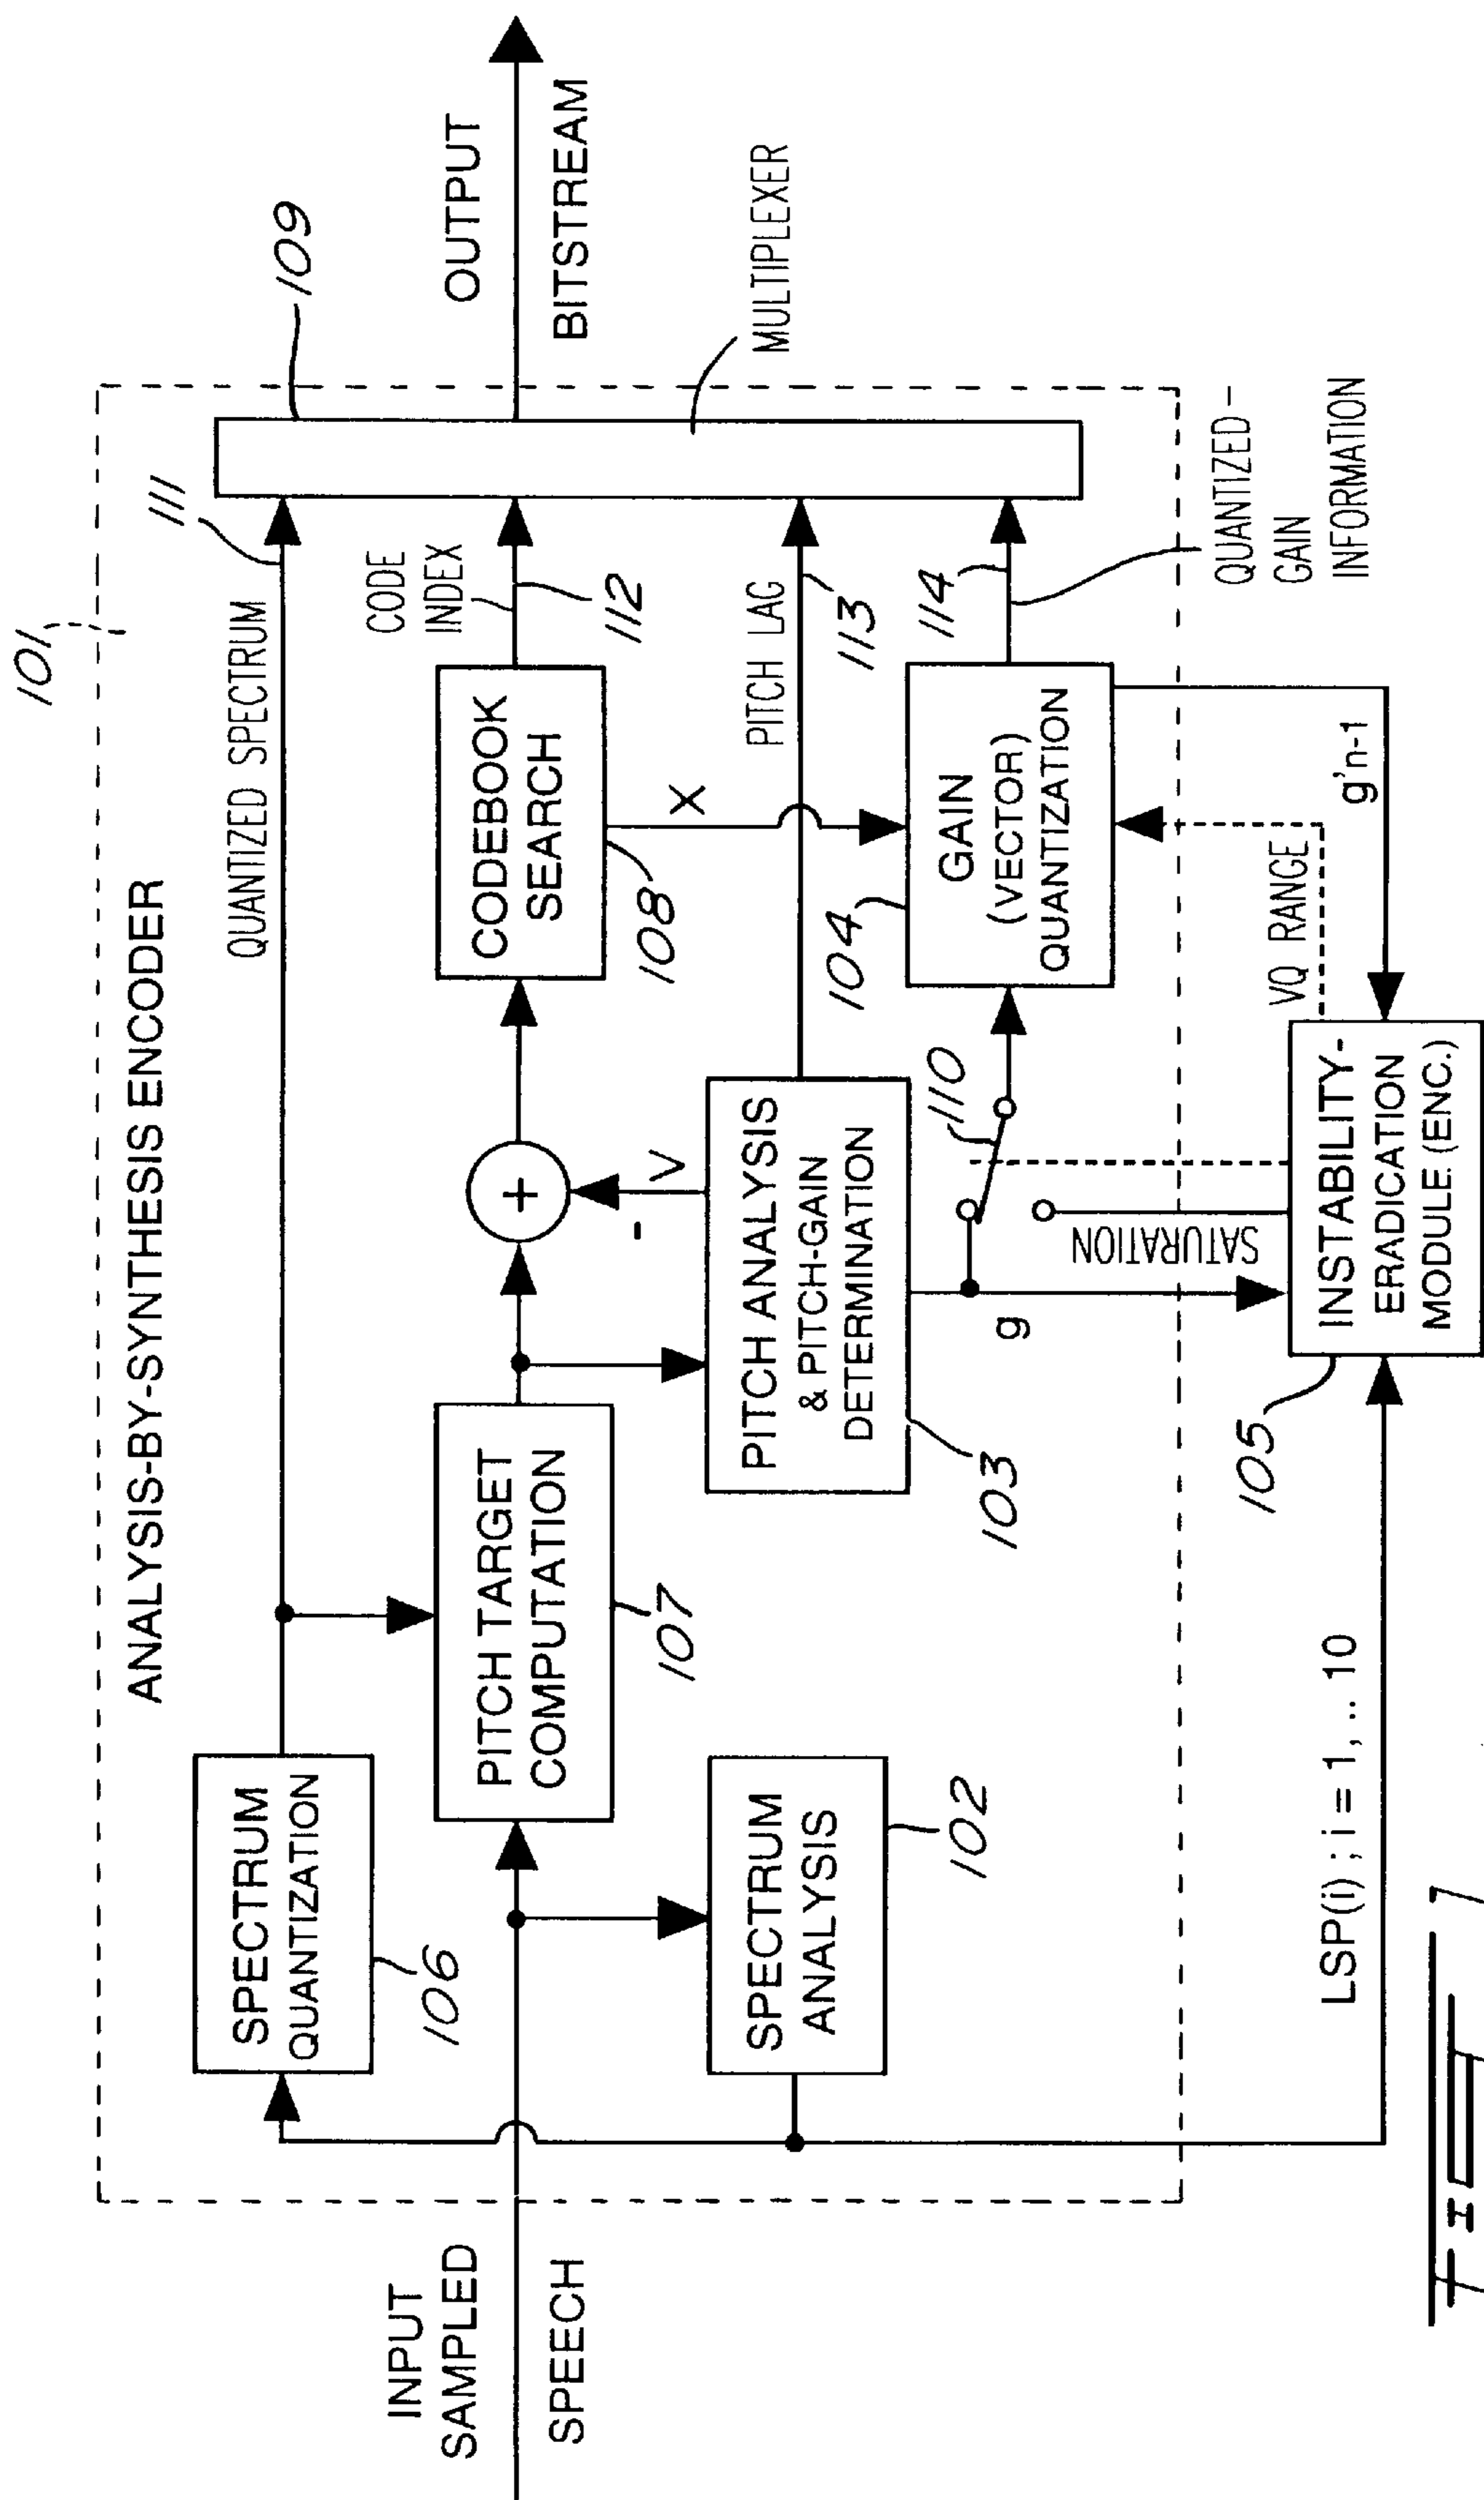 101
ANALYSIS-BY-SYNTHESIS ENCODER
SPECTRUM
QUANTIZATION
106
QUANTIZED SPECTRUM
111
109
INPUT
SAMPLED
SPEECH
PITCH TARGET
COMPUTATION
107
+
-
V
CODEBOOK
SEARCH
108
X
CODE
INDEX
112
OUTPUT
BITSTREAM
MULTIPLEXER
SPECTRUM
ANALYSIS
102
PITCH ANALYSIS
& PITCH-GAIN
DETERMINATION
103
PITCH LAG
113
g
110
104
GAIN
(VECTOR)
QUANTIZATION
114
QUANTIZED-
GAIN
INFORMATION
SATURATION
VQ RANGE
g'n-1
LSP(i) ; i = 1, .. 10
105
INSTABILITY-
ERADICATION
MODULE (ENC.)